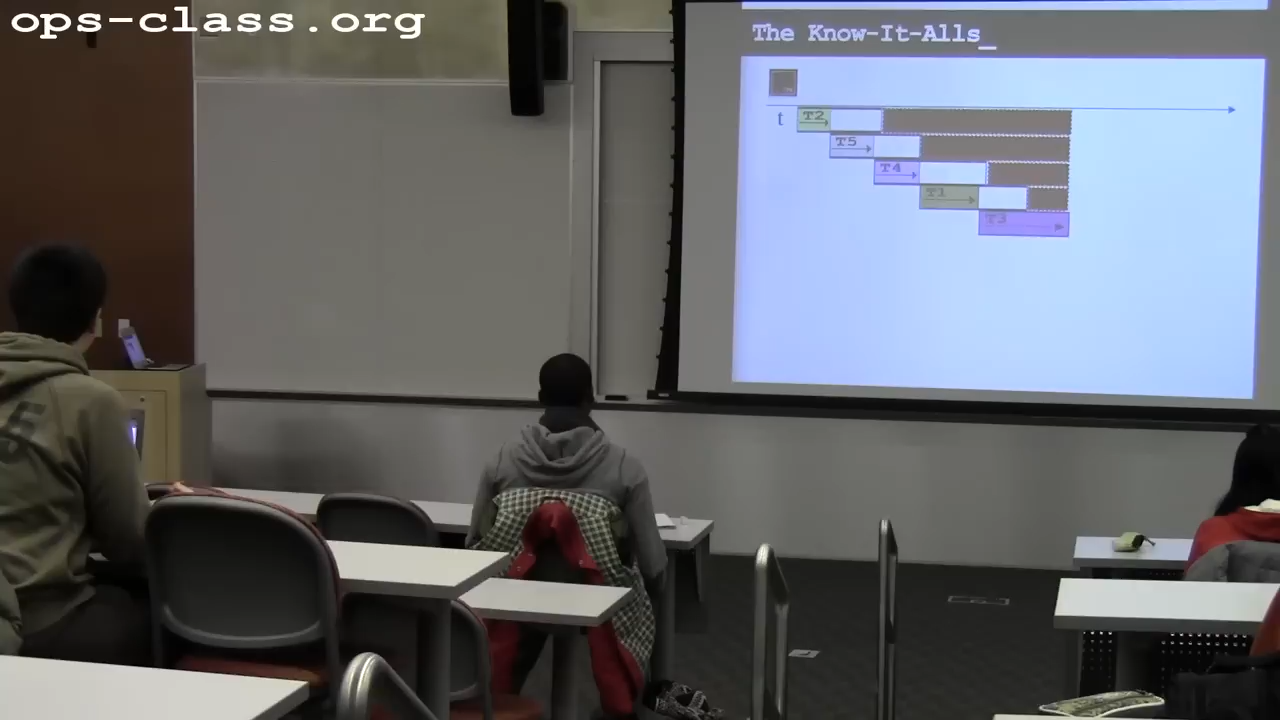 ops-class.org
The Know-It-Alls_
t
T2
T5
T4
T1
T3